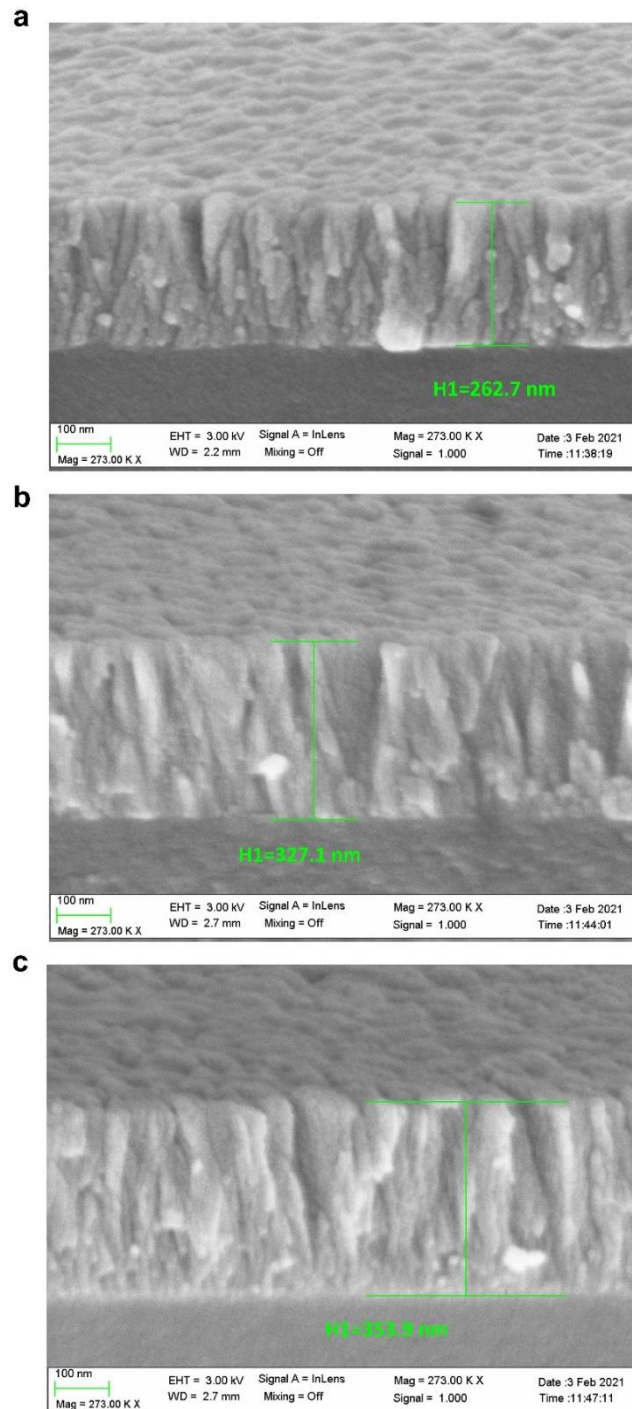 a
H1=262.7 nm
100 nm
EHT = 3.00 kV Signal A = InLens Mag = 273.00 K X Date :3 Feb 2021
Mag = 273.00 K X WD = 2.2 mm Mixing = Off Signal = 1.000 Time :11:38:19
b
H1=327.1 nm
100 nm
EHT = 3.00 kV Signal A = InLens Mag = 273.00 K X Date :3 Feb 2021
Mag = 273.00 K X WD = 2.7 mm Mixing = Off Signal = 1.000 Time :11:44:01
c
H1=353.9 nm
100 nm
EHT = 3.00 kV Signal A = InLens Mag = 273.00 K X Date :3 Feb 2021
Mag = 273.00 K X WD = 2.7 mm Mixing = Off Signal = 1.000 Time :11:47:11